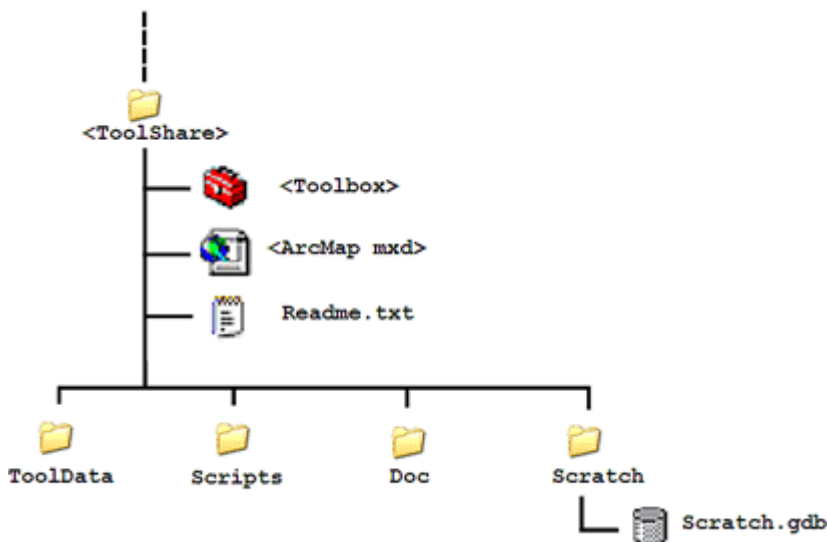 <ToolShare>
<Toolbox>
<ArcMap mxd>
Readme.txt
ToolData
Scripts
Doc
Scratch
Scratch.gdb